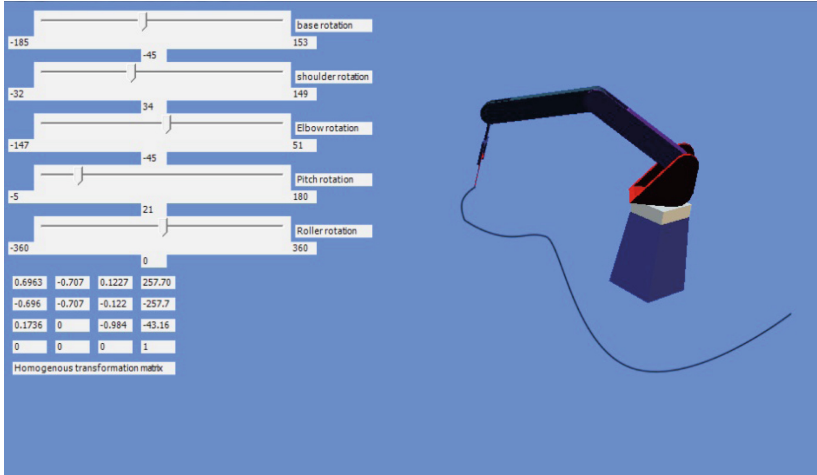 base rotation
-185 153
-45
shoulder rotation
-32 149
34
Elbow rotation
-147 51
-45
Pitch rotation
-5 180
21
Roller rotation
-360 360
0
0.6963 -0.707 0.1227 257.70
-0.696 -0.707 -0.122 -257.7
0.1736 0 -0.984 -43.16
0 0 0 1
Homogenous transformation matrix